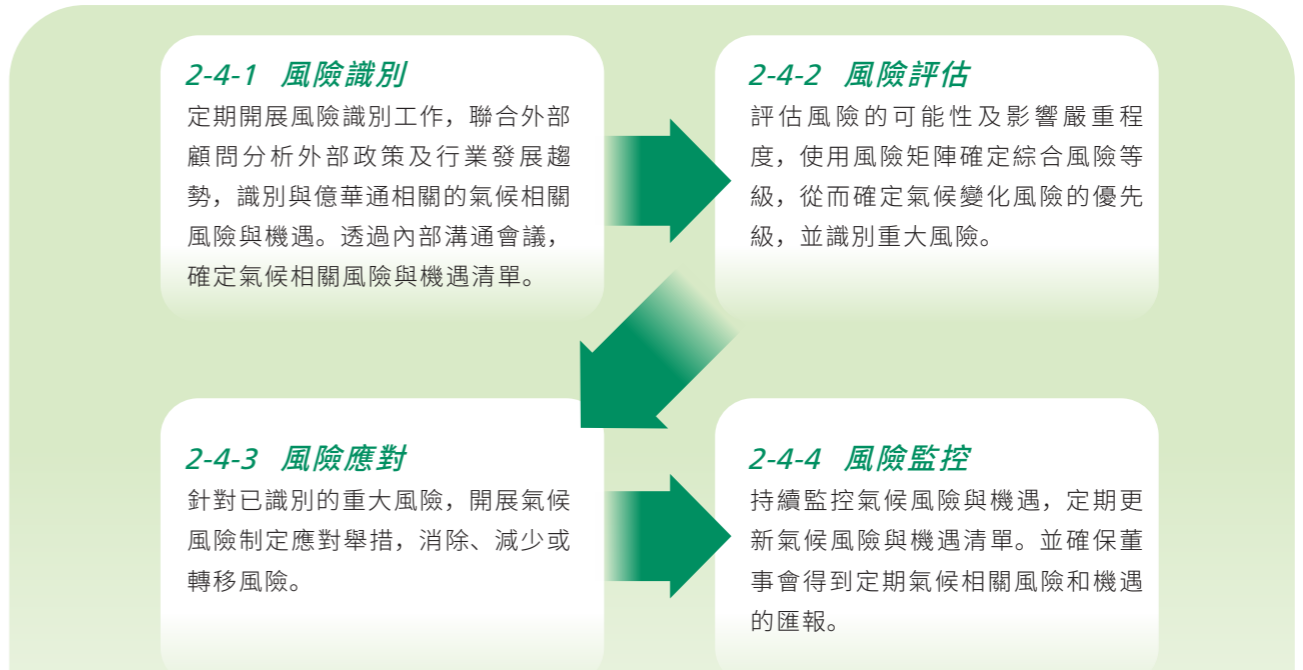 2-4-1 風險識別
定期開展風險識別工作，聯合外部
顧問分析外部政策及行業發展趨
勢，識別與億華通相關的氣候相關
風險與機遇。透過內部溝通會議，
確定氣候相關風險與機遇清單。
2-4-2 風險評估
評估風險的可能性及影響嚴重程
度，使用風險矩陣確定綜合風險等
級，從而確定氣候變化風險的優先
級，並識別重大風險。
2-4-3 風險應對
針對已識別的重大風險，開展氣候
風險制定應對舉措，消除、減少或
轉移風險。
2-4-4 風險監控
持續監控氣候風險與機遇，定期更
新氣候風險與機遇清單。並確保董
事會得到定期氣候相關風險和機遇
的匯報。